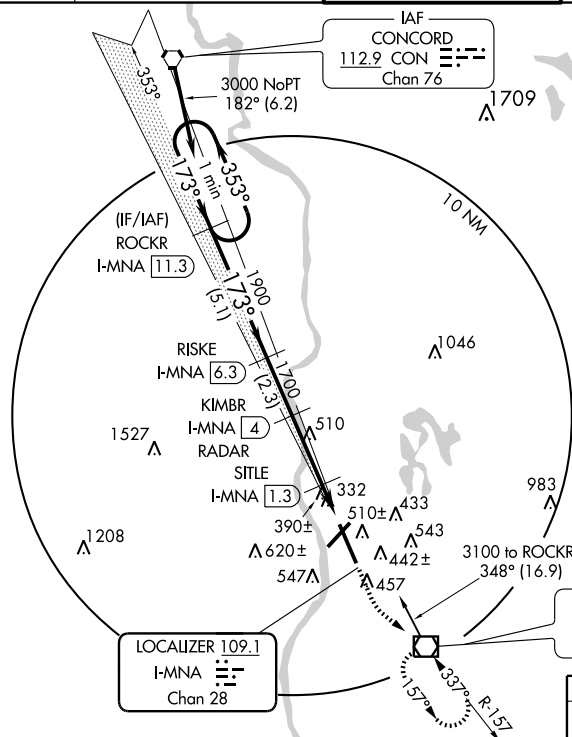 IAF
CONCORD
112.9 CON
Chan 76
353°
3000 NoPT
182° (6.2)
1709
173°
1 min
353°
10 NM
(IF/IAF)
ROCKR
I-MNA 11.3
173°
(5.1)
1900
RISKE
I-MNA 6.3
1700
(2.3)
1046
KIMBR
I-MNA 4
RADAR
510
1527
SITLE
I-MNA 1.3
332
390±
510±
433
983
543
1208
620±
442±
3100 to ROCKR
348° (16.9)
547
457
LOCALIZER 109.1
I-MNA
Chan 28
157°
337°
R-157